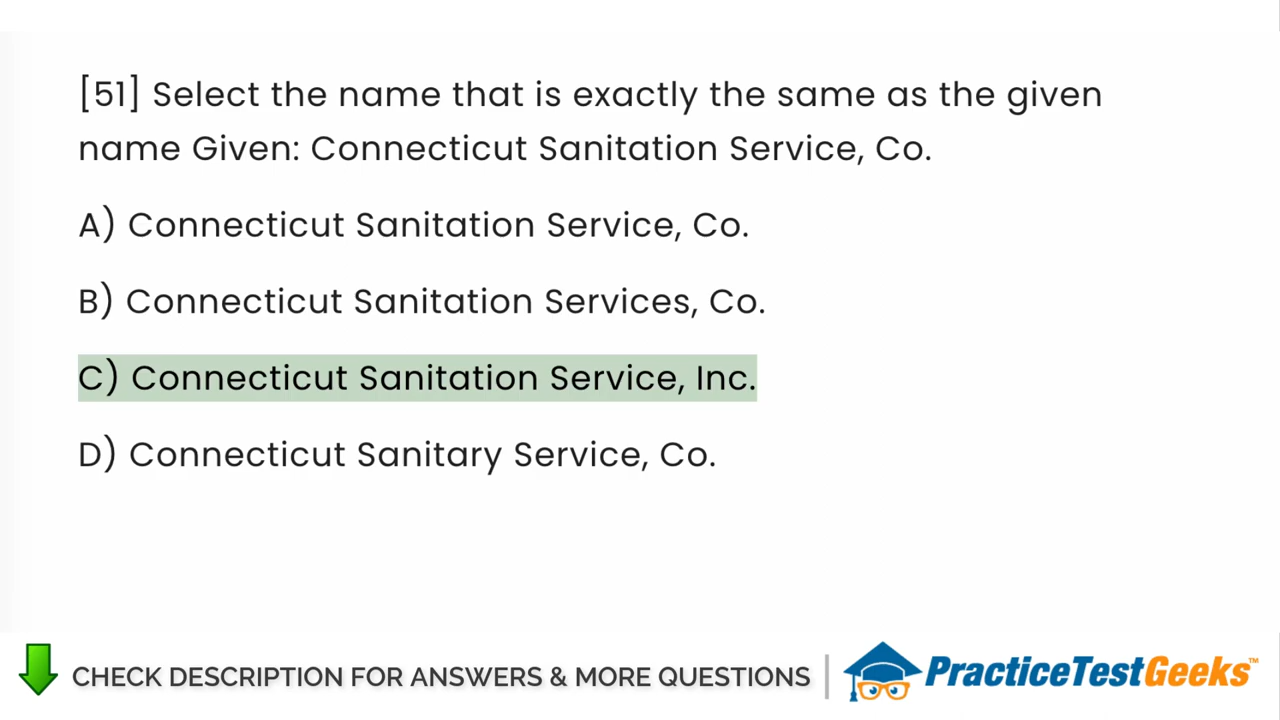 [51] Select the name that is exactly the same as the given
name Given: Connecticut Sanitation Service, Co.
A) Connecticut Sanitation Service, Co.
B) Connecticut Sanitation Services, Co.
C) Connecticut Sanitation Service, Inc.
D) Connecticut Sanitary Service, Co.
CHECK DESCRIPTION FOR ANSWERS & MORE QUESTIONS
PracticeTestGeeks™